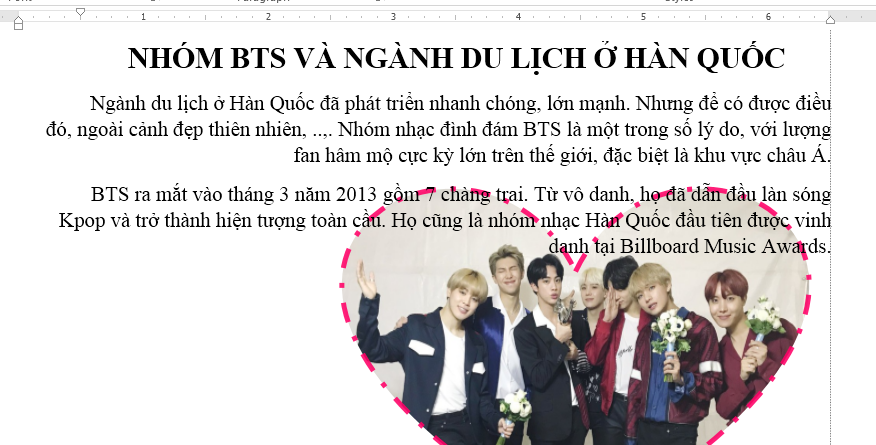 1 2 3 4 5 6
NHÓM BTS VÀ NGÀNH DU LỊCH Ở HÀN QUỐC
Ngành du lịch ở Hàn Quốc đã phát triển nhanh chóng, lớn mạnh. Nhưng để có được điều
đó, ngoài cảnh đẹp thiên nhiên, ..,. Nhóm nhạc đình đám BTS là một trong số lý do, với lượng
fan hâm mộ cực kỳ lớn trên thế giới, đặc biệt là khu vực châu Á.
BTS ra mắt vào tháng 3 năm 2013 gồm 7 chàng trai. Từ vô danh, họ đã dẫn đầu làn sóng
Kpop và trở thành hiện tượng toàn cầu. Họ cũng là nhóm nhạc Hàn Quốc đầu tiên được vinh
danh tại Billboard Music Awards.